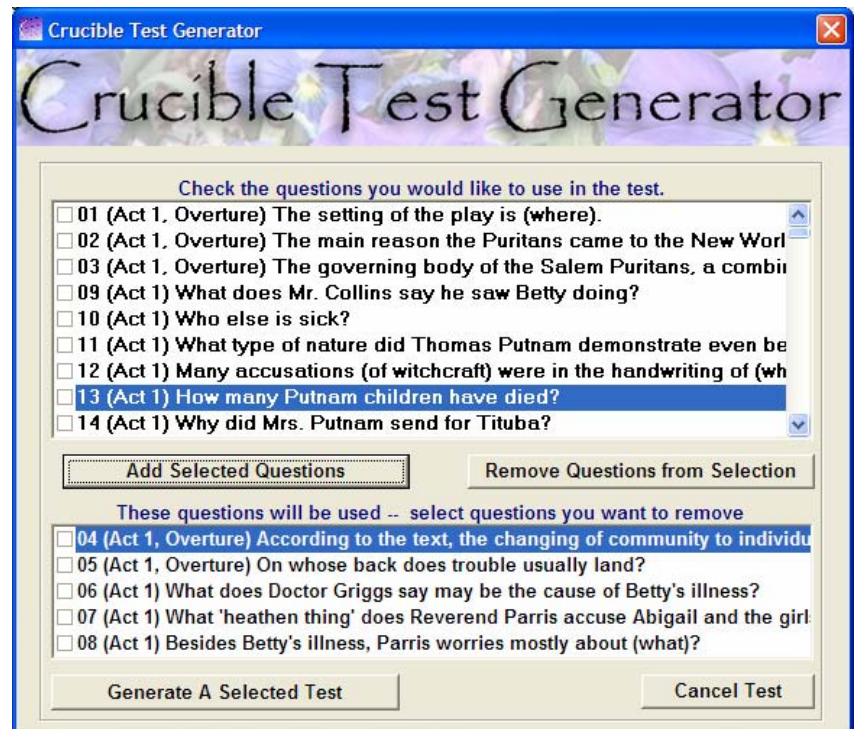 Crucible Test Generator
Crucible Test Generator
Check the questions you would like to use in the test.
01 (Act 1, Overture) The setting of the play is (where).
02 (Act 1, Overture) The main reason the Puritans came to the New Worl
03 (Act 1, Overture) The governing body of the Salem Puritans, a combi
09 (Act 1) What does Mr. Collins say he saw Betty doing?
10 (Act 1) Who else is sick?
11 (Act 1) What type of nature did Thomas Putnam demonstrate even be
12 (Act 1) Many accusations (of witchcraft) were in the handwriting of (wh
13 (Act 1) How many Putnam children have died?
14 (Act 1) Why did Mrs. Putnam send for Tituba?
Add Selected Questions Remove Questions from Selection
These questions will be used -- select questions you want to remove
04 (Act 1, Overture) According to the text, the changing of community to individu
05 (Act 1, Overture) On whose back does trouble usually land?
06 (Act 1) What does Doctor Griggs say may be the cause of Betty's illness?
07 (Act 1) What 'heathen thing' does Reverend Parris accuse Abigail and the girl
08 (Act 1) Besides Betty's illness, Parris worries mostly about (what)?
Generate A Selected Test Cancel Test